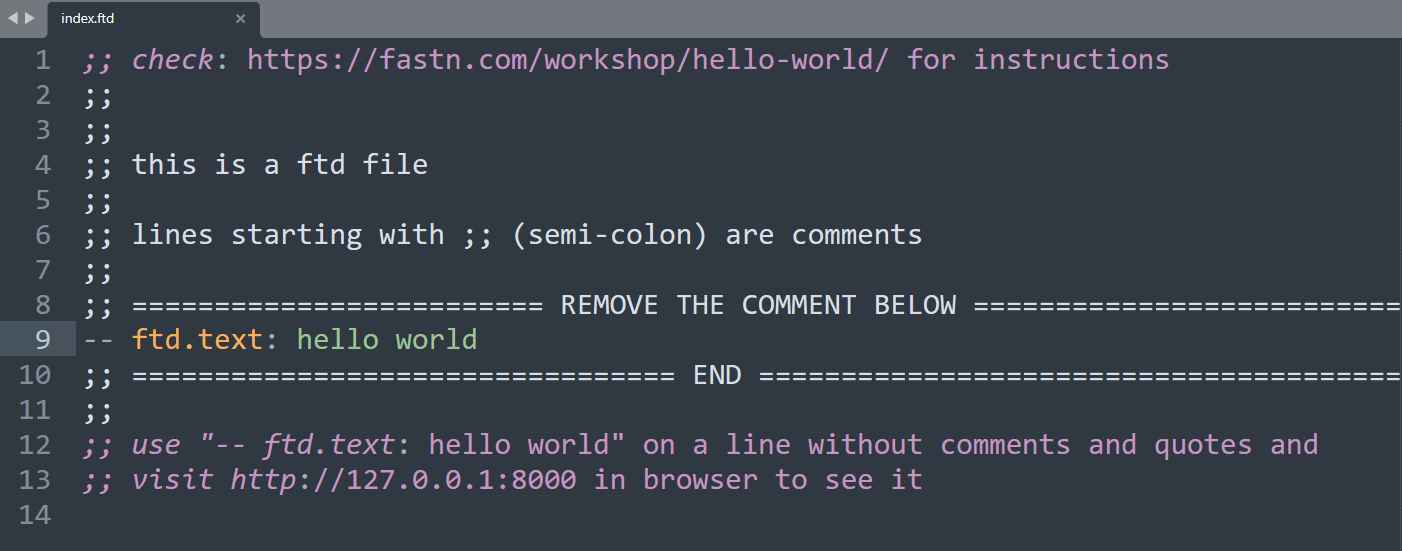 index.ftd
1 ;; check: https://fastn.com/workshop/hello-world/ for instructions
2 ;;
3 ;;
4 ;; this is a ftd file
5 ;;
6 ;; lines starting with ;; (semi-colon) are comments
7 ;;
8 ;; ========================= REMOVE THE COMMENT BELOW ==========================
9 -- ftd.text: hello world
10 ;; ================================= END =======================================
11 ;;
12 ;; use "-- ftd.text: hello world" on a line without comments and quotes and
13 ;; visit http://127.0.0.1:8000 in browser to see it
14